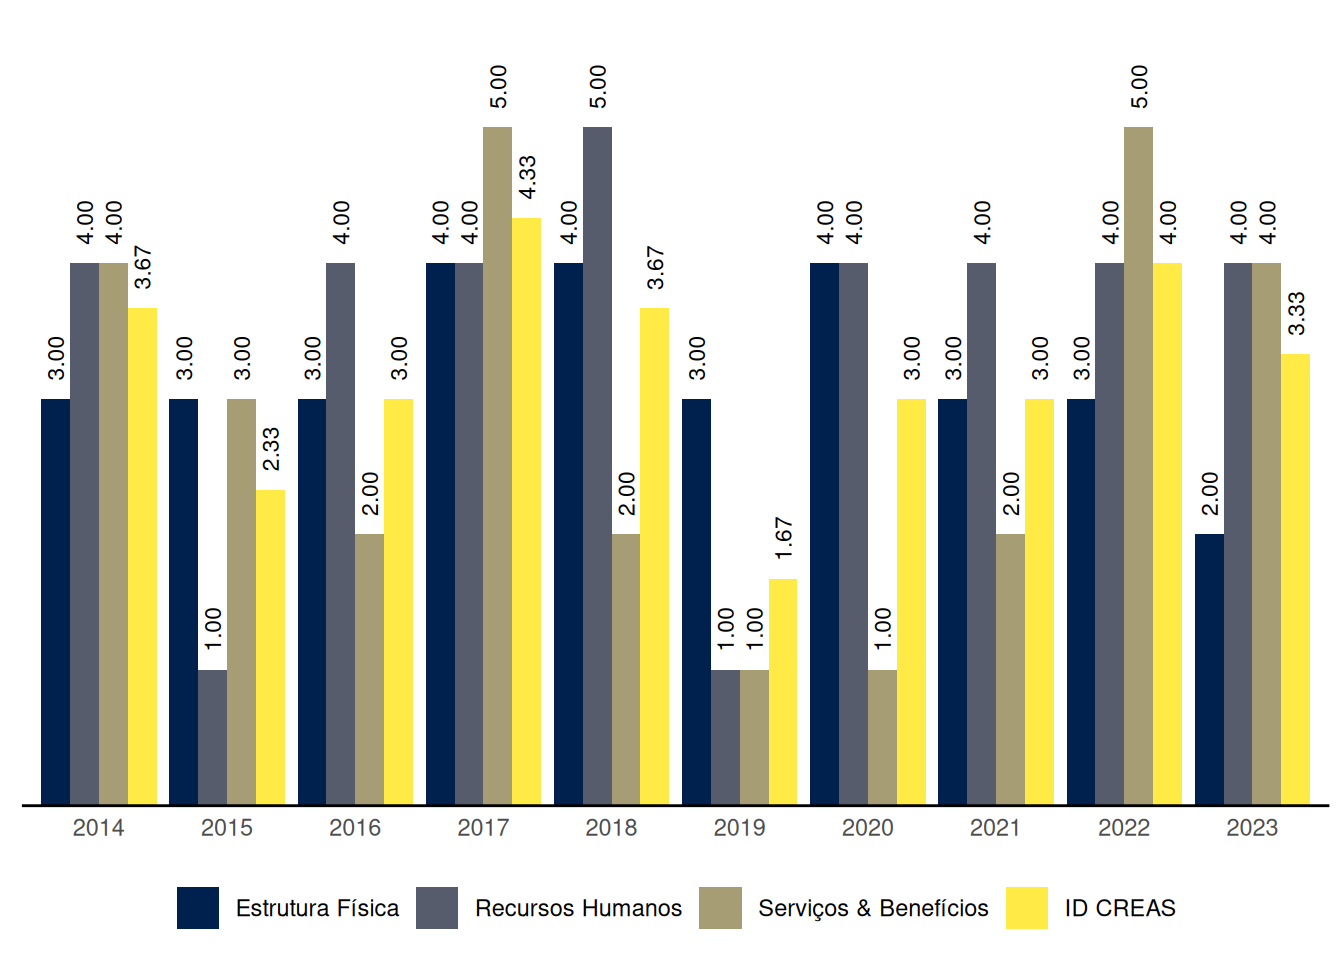 3.00 4.00 4.00 3.67
3.00 1.00 3.00 2.33
3.00 4.00 2.00 3.00
4.00 4.00 5.00 4.33
4.00 5.00 2.00 3.67
3.00 1.00 1.00 1.67
4.00 4.00 1.00 3.00
3.00 4.00 2.00 3.00
3.00 4.00 5.00 4.00
2.00 4.00 4.00 3.33
2014 2015 2016 2017 2018 2019 2020 2021 2022 2023
Estrutura Física Recursos Humanos Serviços & Benefícios ID CREAS